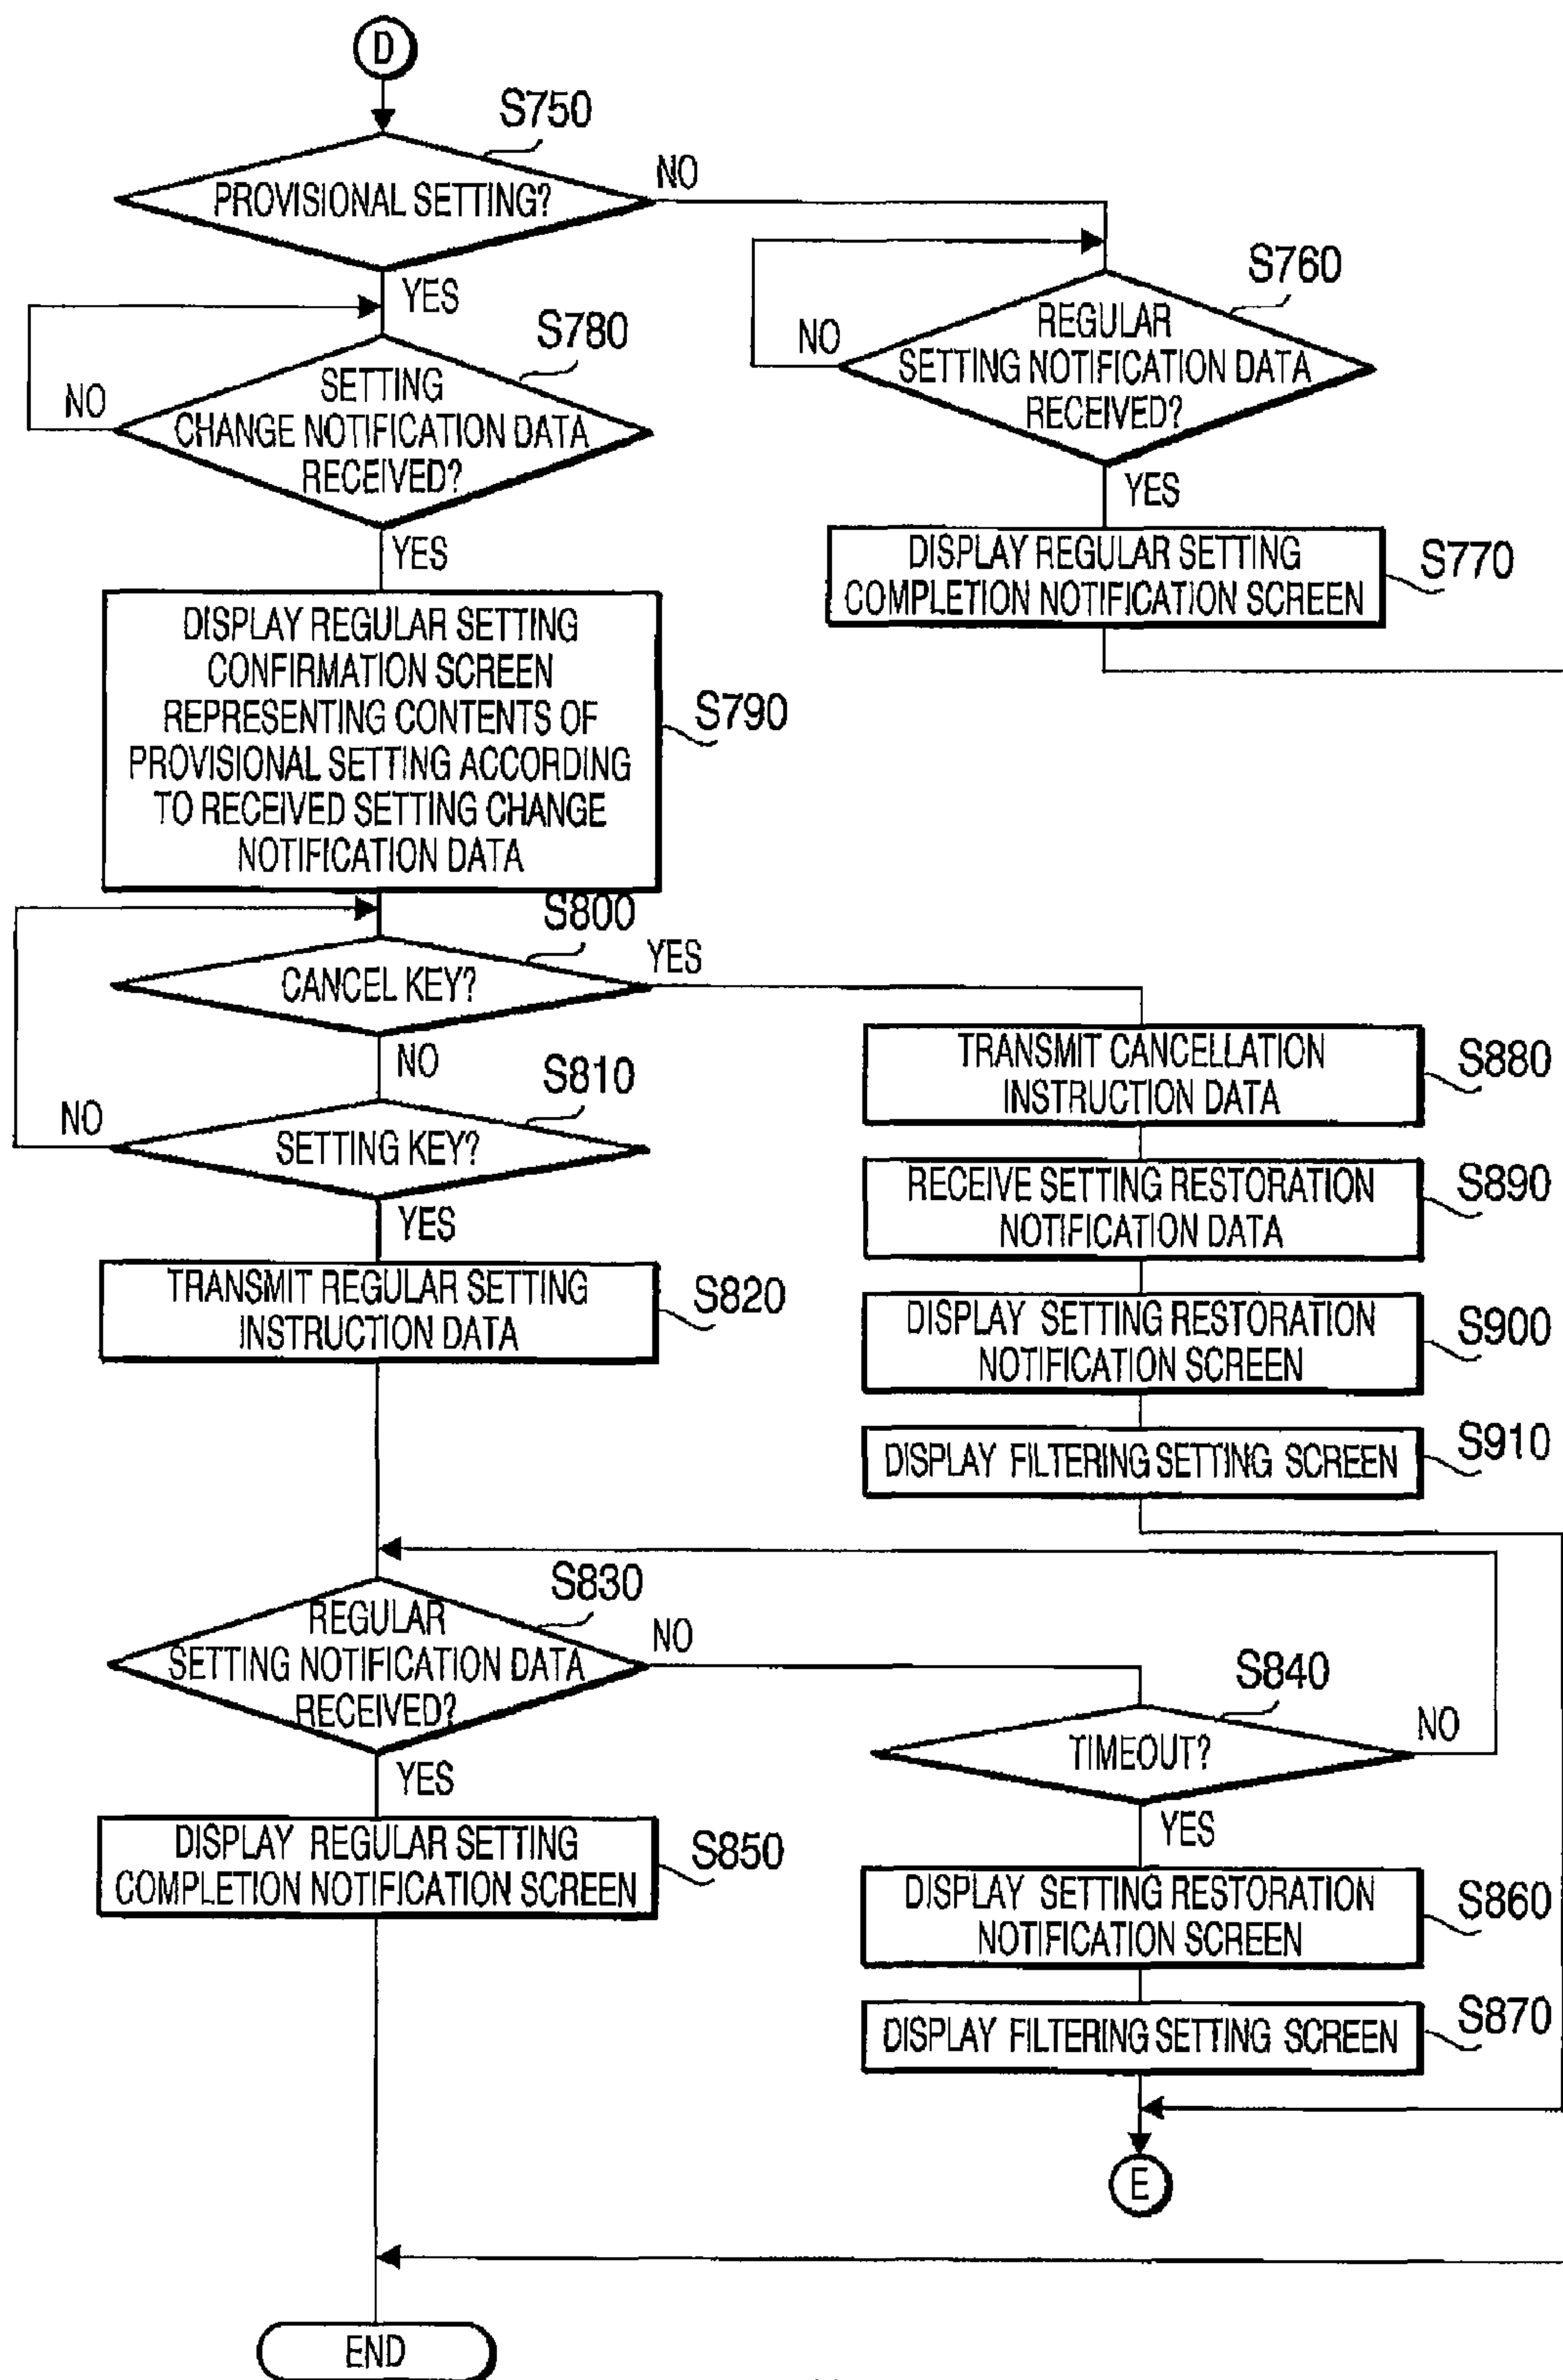 D
S750
PROVISIONAL SETTING?
NO
YES
S760
REGULAR
SETTING NOTIFICATION DATA
RECEIVED?
NO
YES
S780
SETTING
CHANGE NOTIFICATION DATA
RECEIVED?
NO
YES
DISPLAY REGULAR SETTING
COMPLETION NOTIFICATION SCREEN
S770
DISPLAY REGULAR SETTING
CONFIRMATION SCREEN
REPRESENTING CONTENTS OF
PROVISIONAL SETTING ACCORDING
TO RECEIVED SETTING CHANGE
NOTIFICATION DATA
S790
S800
CANCEL KEY?
YES
NO
S810
SETTING KEY?
NO
YES
TRANSMIT REGULAR SETTING
INSTRUCTION DATA
S820
TRANSMIT CANCELLATION
INSTRUCTION DATA
S880
RECEIVE SETTING RESTORATION
NOTIFICATION DATA
S890
DISPLAY SETTING RESTORATION
NOTIFICATION SCREEN
S900
DISPLAY FILTERING SETTING SCREEN
S910
S830
REGULAR
SETTING NOTIFICATION DATA
RECEIVED?
NO
YES
S840
TIMEOUT?
NO
YES
DISPLAY REGULAR SETTING
COMPLETION NOTIFICATION SCREEN
S850
DISPLAY SETTING RESTORATION
NOTIFICATION SCREEN
S860
DISPLAY FILTERING SETTING SCREEN
S870
E
END